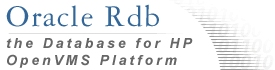 Oracle Rdb
the Database for HP
OpenVMS Platform